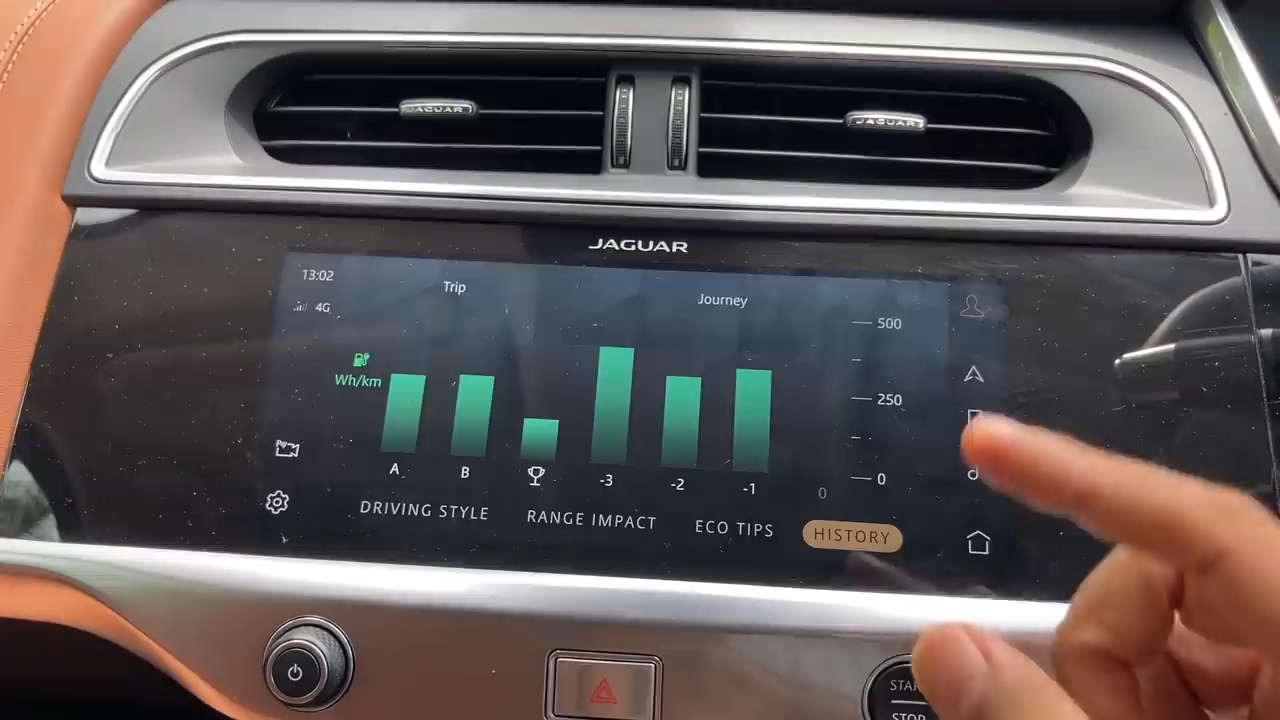 JAGUAR
JAGUAR
JAGUAR
13:02
Trip
Journey
4G
500
Wh/km
250
A
B
-3
-2
-1
0
0
DRIVING STYLE
RANGE IMPACT
ECO TIPS
HISTORY
STOP